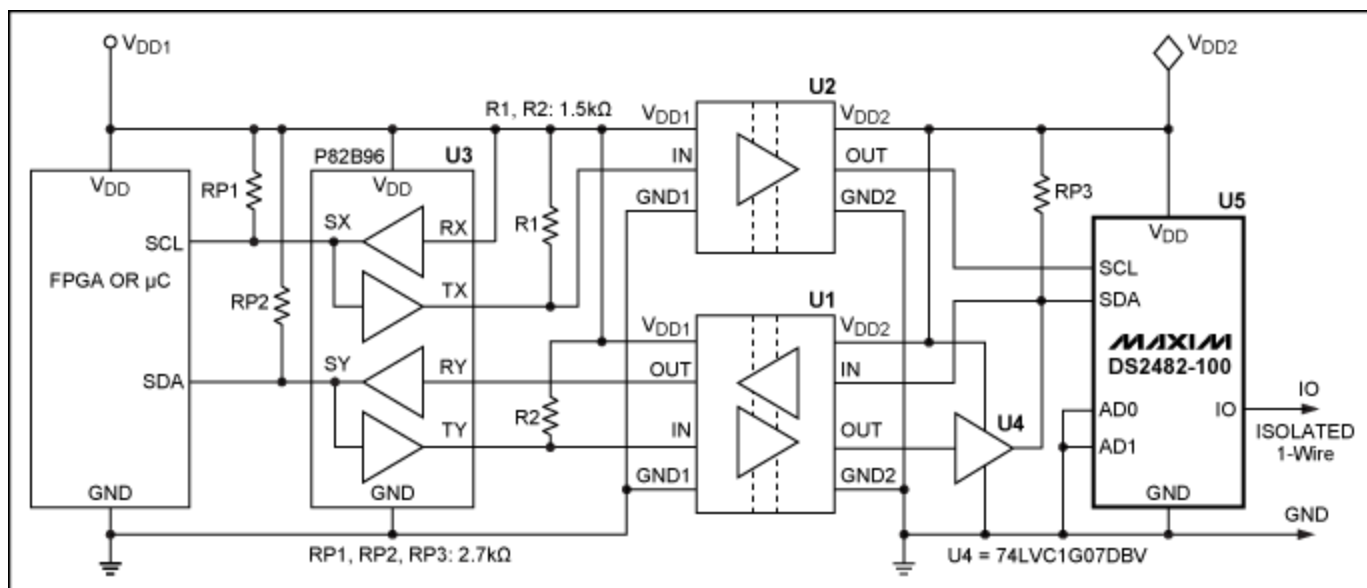 VDD1
VDD2
U2
R1, R2: 1.5kΩ
VDD1
VDD2
P82B96
U3
IN
OUT
VDD
RP1
VDD
GND1
GND2
RP3
U5
VDD
SX
RX
R1
SCL
SCL
FPGA OR µC
RP2
TX
U1
SDA
VDD1
VDD2
MAXIM
DS2482-100
SDA
SY
RY
OUT
IN
R2
U4
AD0
IO
IO
TY
IN
OUT
AD1
ISOLATED
1-Wire
GND1
GND2
GND
GND
GND
GND
RP1, RP2, RP3: 2.7kΩ
U4 = 74LVC1G07DBV